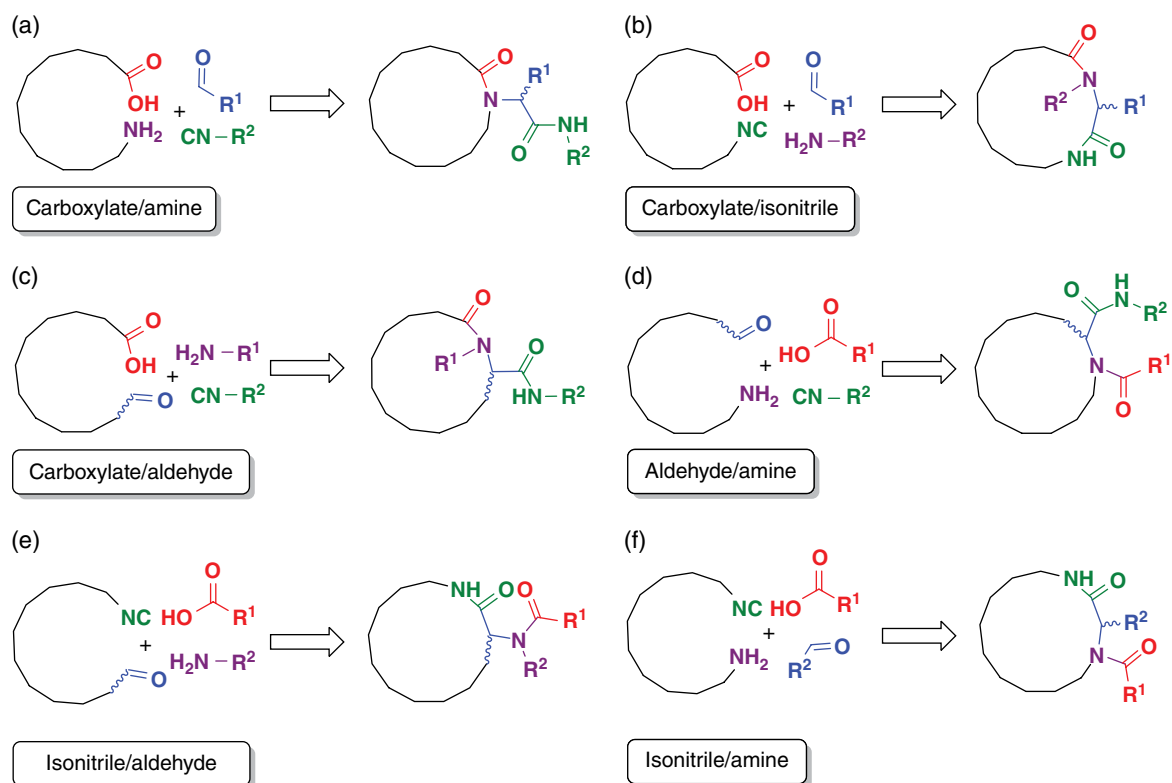 (a)
O
OH
NH₂
+
O
R¹
CN–R²
O
N
R¹
O
NH
R²
Carboxylate/amine
(b)
O
OH
NC
+
O
R¹
H₂N–R²
O
N
R²
R¹
O
NH
Carboxylate/isonitrile
(c)
O
OH
+
O
H₂N–R¹
CN–R²
O
N
R¹
O
HN–R²
Carboxylate/aldehyde
(d)
O
NH₂
+
O
HO
R¹
CN–R²
O
H
N
R²
N
R¹
O
Aldehyde/amine
(e)
NC
+
O
O
HO
R¹
H₂N–R²
NH
O
O
R¹
N
R²
Isonitrile/aldehyde
(f)
NC
NH₂
+
O
HO
R¹
R²
O
NH
O
R²
N
O
R¹
Isonitrile/amine